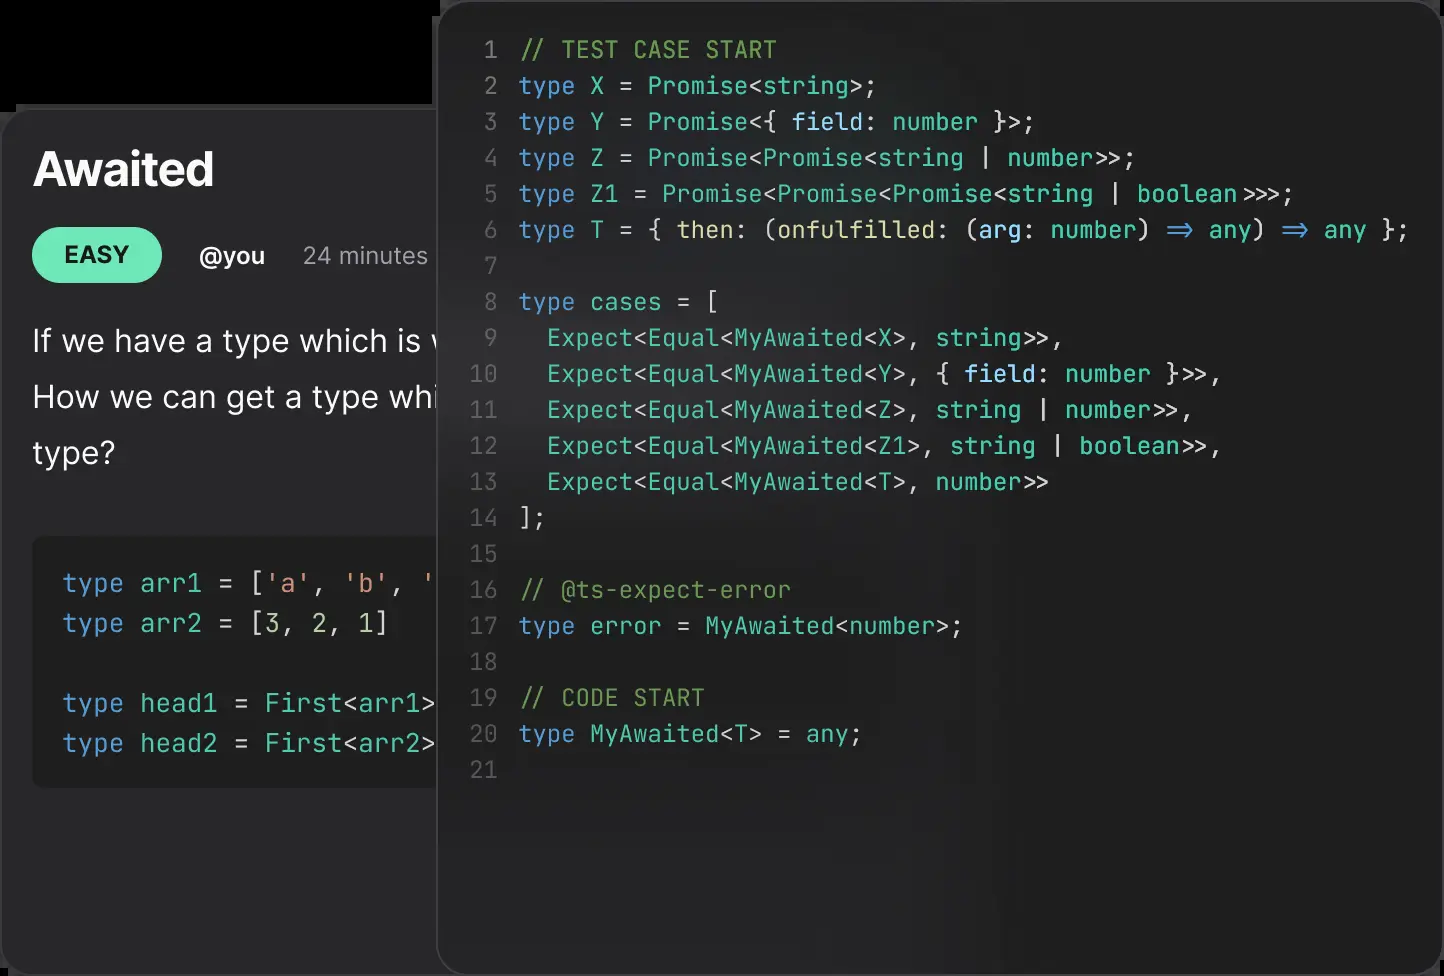 Awaited
EASY @you 24 minutes
If we have a type which is
How we can get a type
type?
type arr1 = ['a', 'b', '
type arr2 = [3, 2, 1]
type head1 = First<arr1>
type head2 = First<arr2>
1 // TEST CASE START
2 type X = Promise<string>;
3 type Y = Promise<{ field: number }>;
4 type Z = Promise<Promise<string | number>>;
5 type Z1 = Promise<Promise<Promise<string | boolean>>>;
6 type T = { then: (onfulfilled: (arg: number) => any) => any };
7
8 type cases = [
9 Expect<Equal<MyAwaited<X>, string>>,
10 Expect<Equal<MyAwaited<Y>, { field: number }>>,
11 Expect<Equal<MyAwaited<Z>, string | number>>,
12 Expect<Equal<MyAwaited<Z1>, string | boolean>>,
13 Expect<Equal<MyAwaited<T>, number>>
14 ];
15
16 // @ts-expect-error
17 type error = MyAwaited<number>;
18
19 // CODE START
20 type MyAwaited<T> = any;
21